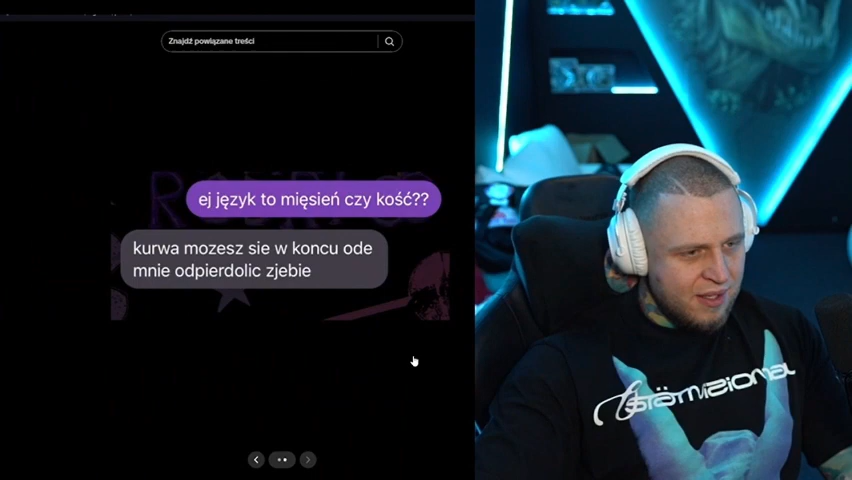 Znajdź powiązane treści
ej język to mięsień czy kość??
kurwa mozesz sie w koncu ode
mnie odpierdolic zjebie